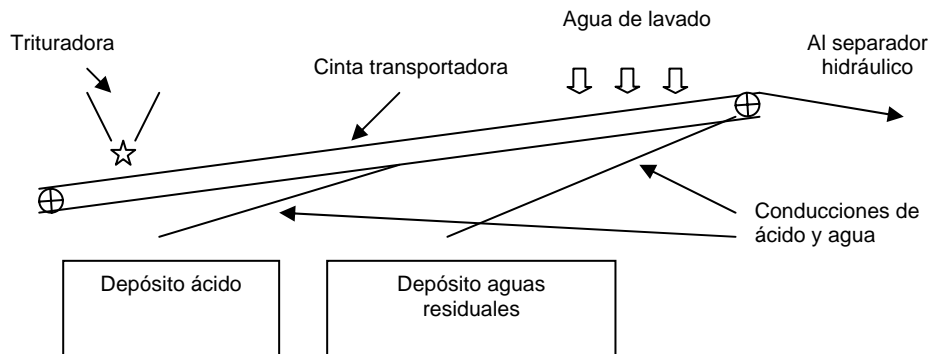 Agua de lavado
Trituradora
Al separador
hidráulico
Cinta transportadora
Conducciones de
ácido y agua
Depósito ácido
Depósito aguas
residuales